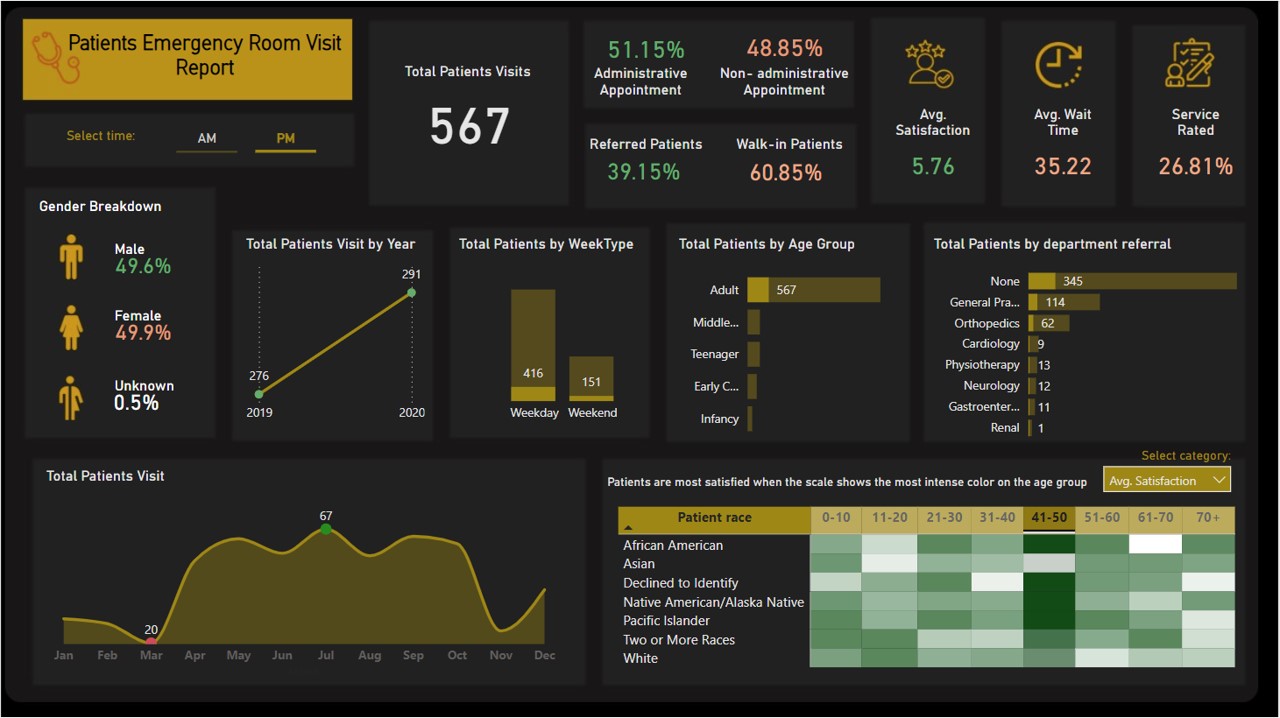 Patients Emergency Room Visit
Report
Select time:
AM
PM
Total Patients Visits
567
51.15%
Administrative
Appointment
48.85%
Non- administrative
Appointment
Referred Patients
39.15%
Walk-in Patients
60.85%
Avg.
Satisfaction
5.76
Avg. Wait
Time
35.22
Service
Rated
26.81%
Gender Breakdown
Male
49.6%
Female
49.9%
Unknown
0.5%
Total Patients Visit by Year
291
276
2019
2020
Total Patients by WeekType
416
151
Weekday
Weekend
Total Patients by Age Group
Adult 567
Middle...
Teenager
Early C...
Infancy
Total Patients by department referral
None 345
General Pra... 114
Orthopedics 62
Cardiology 9
Physiotherapy 13
Neurology 12
Gastroenter... 11
Renal 1
Total Patients Visit
67
20
Jan Feb Mar Apr May Jun Jul Aug Sep Oct Nov Dec
Select category:
Patients are most satisfied when the scale shows the most intense color on the age group
Avg. Satisfaction
Patient race 0-10 11-20 21-30 31-40 41-50 51-60 61-70 70+
African American
Asian
Declined to Identify
Native American/Alaska Native
Pacific Islander
Two or More Races
White